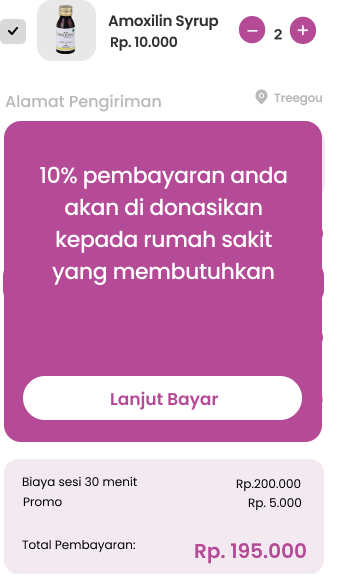 Amoxilin Syrup
Rp. 10.000
2
Alamat Pengiriman
Treegou
10% pembayaran anda
akan di donasikan
kepada rumah sakit
yang membutuhkan
Lanjut Bayar
Biaya sesi 30 menit Rp.200.000
Promo Rp. 5.000
Total Pembayaran: Rp. 195.000